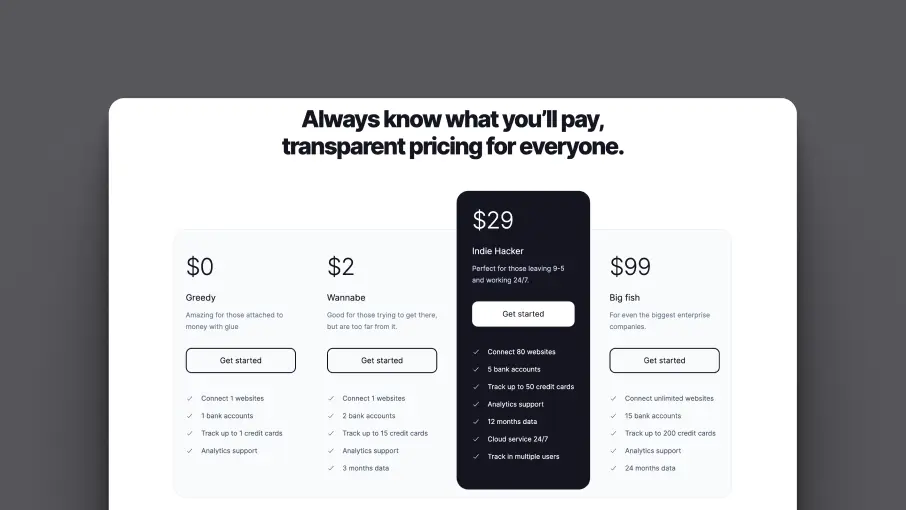 Always know what you’ll pay,
transparent pricing for everyone.
$0
Greedy
Amazing for those attached to
money with glue
Get started
Connect 1 websites
1 bank accounts
Track up to 1 credit cards
Analytics support
$2
Wannabe
Good for those trying to get there,
but are too far from it.
Get started
Connect 1 websites
2 bank accounts
Track up to 15 credit cards
Analytics support
3 months data
$29
Indie Hacker
Perfect for those leaving 9-5
and working 24/7.
Get started
Connect 80 websites
5 bank accounts
Track up to 50 credit cards
Analytics support
12 months data
Cloud service 24/7
Track in multiple users
$99
Big fish
For even the biggest enterprise
companies.
Get started
Connect unlimited websites
15 bank accounts
Track up to 200 credit cards
Analytics support
24 months data